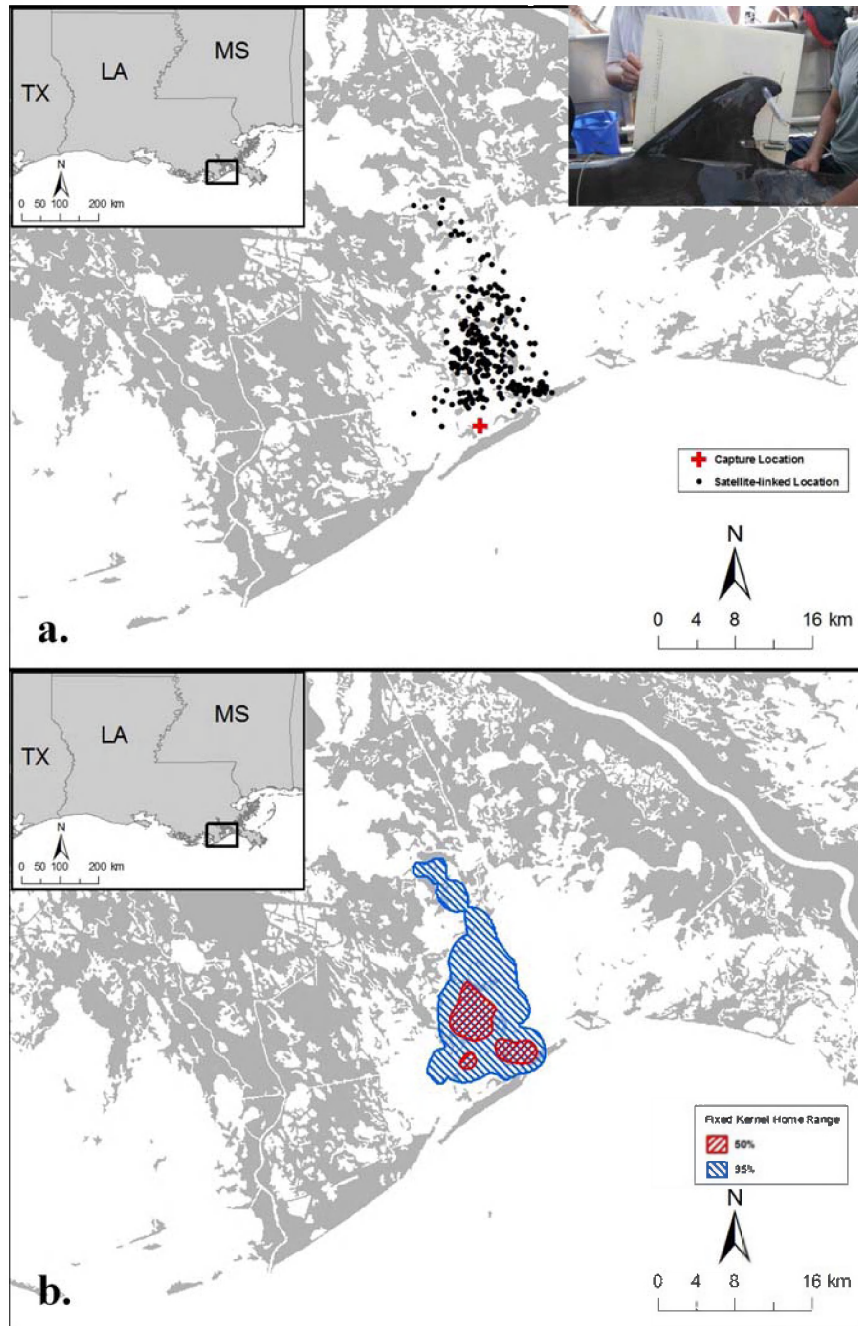 TX
LA
MS
N
0 50 100 200 km
Capture Location
Satellite-linked Location
N
0 4 8 16 km
a.
TX
LA
MS
N
0 50 100 200 km
Fixed Kernel Home Range
50%
95%
N
0 4 8 16 km
b.